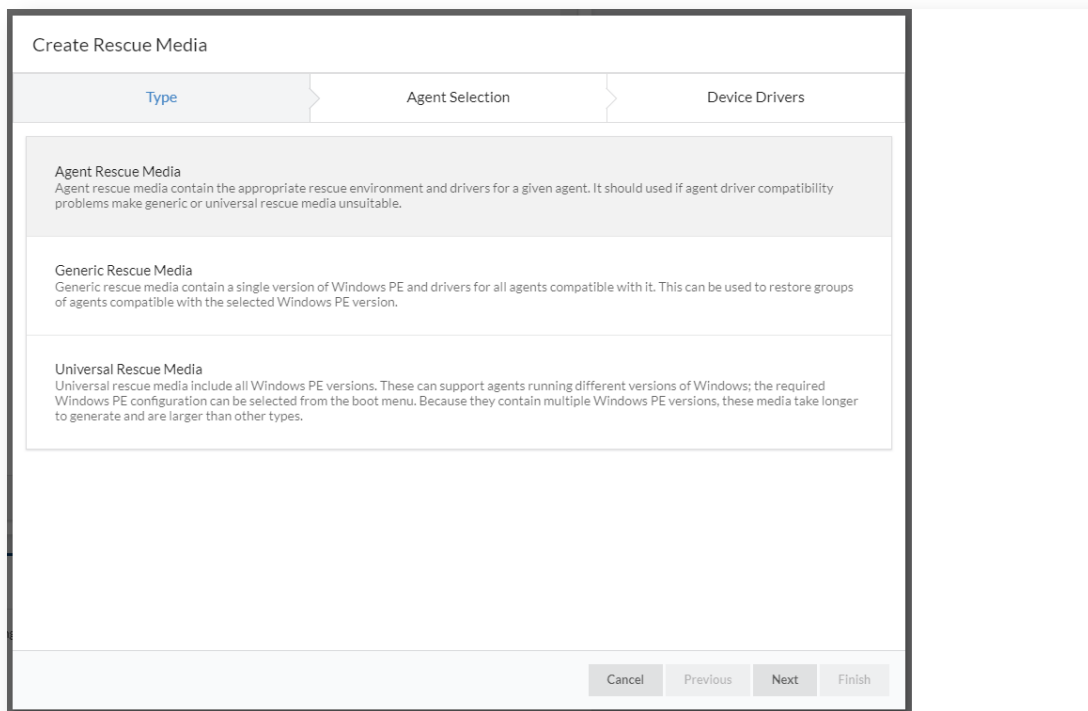 Create Rescue Media
Type
Agent Selection
Device Drivers
Agent Rescue Media
Agent rescue media contain the appropriate rescue environment and drivers for a given agent. It should used if agent driver compatibility
problems make generic or universal rescue media unsuitable.
Generic Rescue Media
Generic rescue media contain a single version of Windows PE and drivers for all agents compatible with it. This can be used to restore groups
of agents compatible with the selected Windows PE version.
Universal Rescue Media
Universal rescue media include all Windows PE versions. These can support agents running different versions of Windows; the required
Windows PE configuration can be selected from the boot menu. Because they contain multiple Windows PE versions, these media take longer
to generate and are larger than other types.
Cancel
Previous
Next
Finish